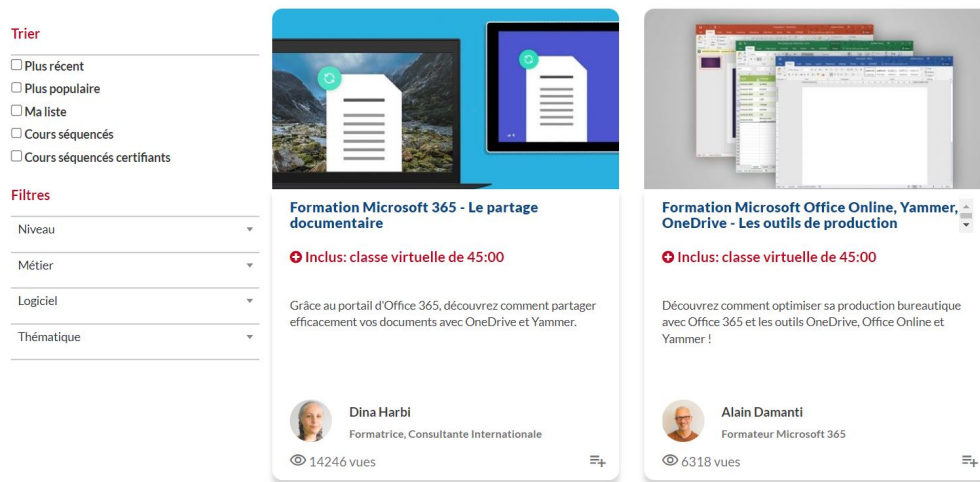 Trier
Plus récent
Plus populaire
Ma liste
Cours séquencés
Cours séquencés certifiants
Filtres
Niveau
Métier
Logiciel
Thématique
Formation Microsoft 365 - Le partage
documentaire
Inclus: classe virtuelle de 45:00
Grâce au portail d'Office 365, découvrez comment partager
efficacement vos documents avec OneDrive et Yammer.
Dina Harbi
Formatrice, Consultante Internationale
14246 vues
Formation Microsoft Office Online, Yammer,
OneDrive - Les outils de production
Inclus: classe virtuelle de 45:00
Découvrez comment optimiser sa production bureautique
avec Office 365 et les outils OneDrive, Office Online et
Yammer !
Alain Damanti
Formateur Microsoft 365
6318 vues